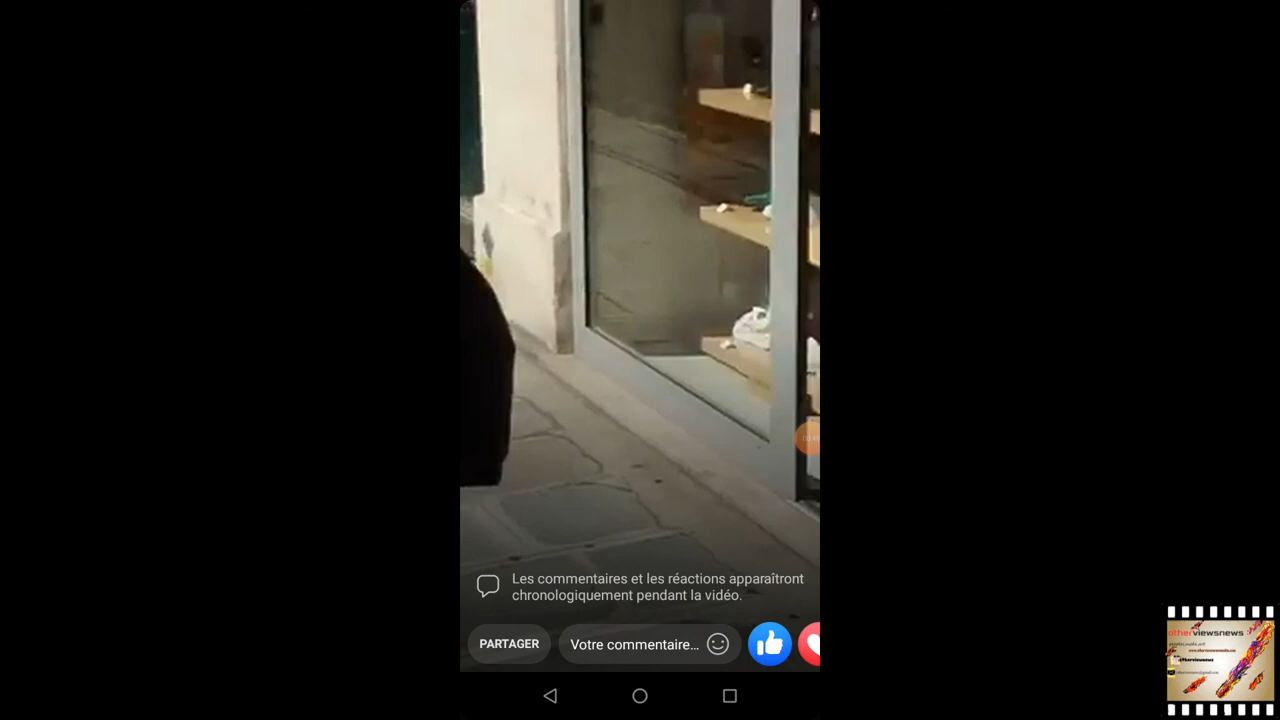 Les commentaires et les réactions apparaîtront
chronologiquement pendant la vidéo.
PARTAGER
Votre commentaire...
otherviewsnews